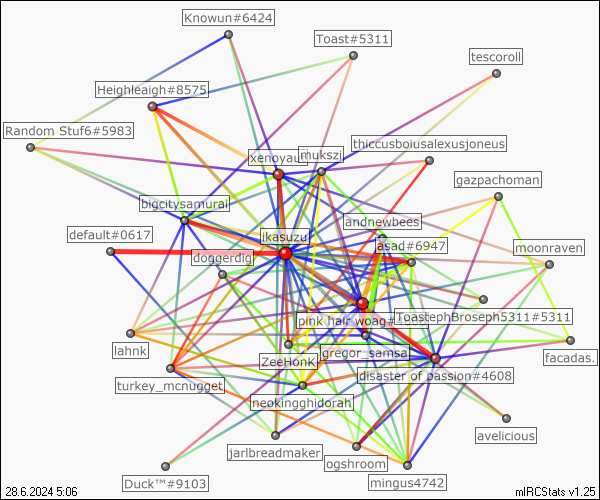 Knowun#6424
Toast#5311
tescoroll
Heighleaigh#8575
Random Stuf6#5983
thiccusboiusalexusjoneus
xenoyaur
mukszi
gazpachoman
bigcitysamurai
andnewbees
default#0617
ikasuzu
asad#6947
moonraven
doggerdig
pink hair woag#
ToastephBroseph5311#5311
lahnk
ZeeHonk
gregor_samsa.
facadas.
turkey_mcnugget
disaster of passion#4608
neokingghidorah
avelicious
jarlbreadmaker
ogshroom
Duck™#9103
mingus4742
28.6.2024 5:06
mIRCStats v1.25